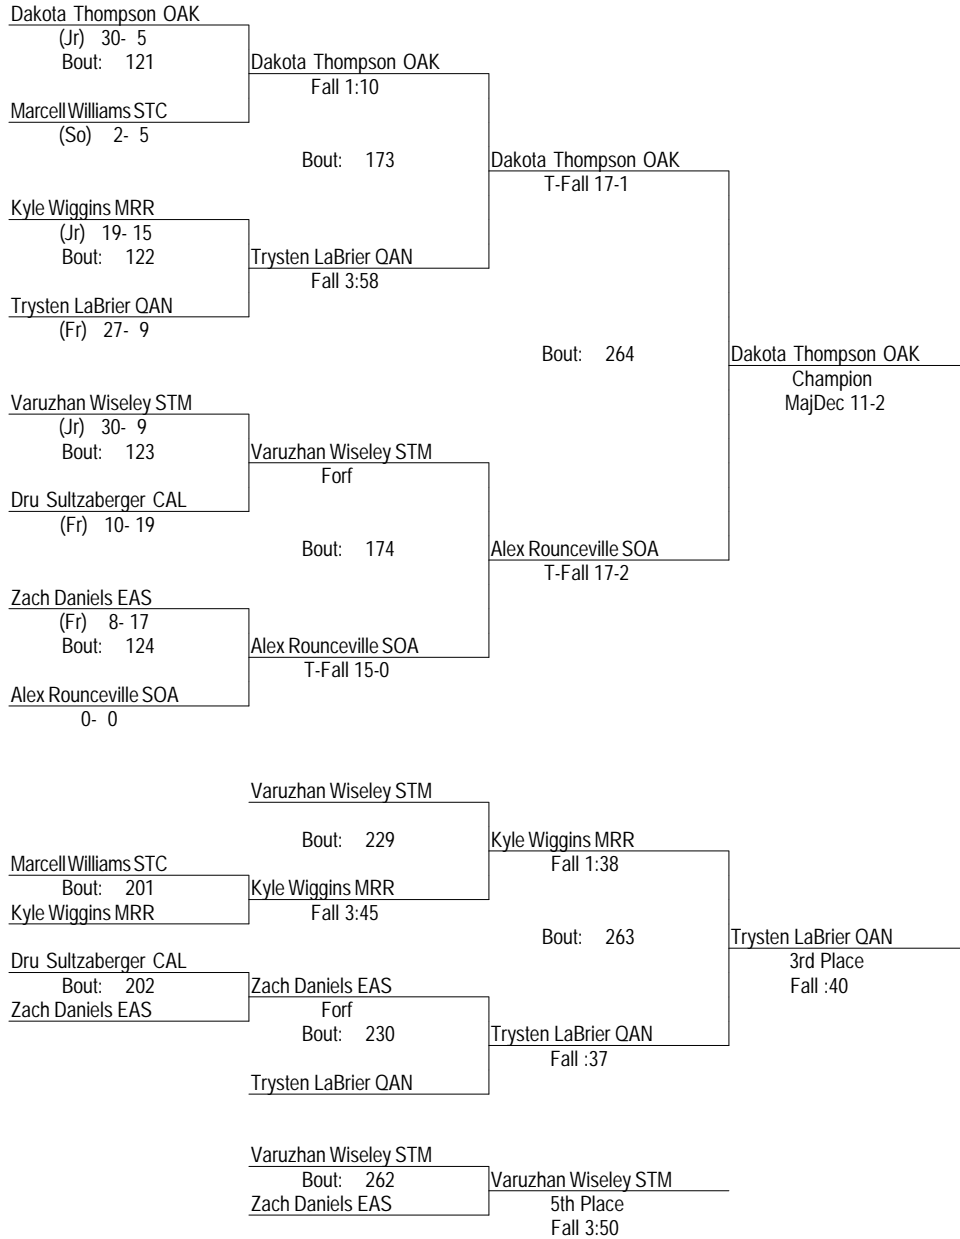 Dakota Thompson OAK
(Jr) 30- 5
Bout: 121
Dakota Thompson OAK
Fall 1:10
Marcell Williams STC
(So) 2- 5
Bout: 173
Dakota Thompson OAK
T-Fall 17-1
Kyle Wiggins MRR
(Jr) 19- 15
Bout: 122
Trysten LaBrier QAN
Fall 3:58
Trysten LaBrier QAN
(Fr) 27- 9
Bout: 264
Dakota Thompson OAK
Champion
MajDec 11-2
Varuzhan Wiseley STM
(Jr) 30- 9
Bout: 123
Varuzhan Wiseley STM
Forf
Dru Sultzaberger CAL
(Fr) 10- 19
Bout: 174
Alex Rounceville SOA
T-Fall 17-2
Zach Daniels EAS
(Fr) 8- 17
Bout: 124
Alex Rounceville SOA
T-Fall 15-0
Alex Rounceville SOA
0- 0
Varuzhan Wiseley STM
Bout: 229
Kyle Wiggins MRR
Fall 1:38
Marcell Williams STC
Bout: 201
Kyle Wiggins MRR
Kyle Wiggins MRR
Fall 3:45
Bout: 263
Trysten LaBrier QAN
3rd Place
Fall :40
Dru Sultzaberger CAL
Bout: 202
Zach Daniels EAS
Zach Daniels EAS
Forf
Bout: 230
Trysten LaBrier QAN
Fall :37
Trysten LaBrier QAN
Varuzhan Wiseley STM
Bout: 262
Zach Daniels EAS
Varuzhan Wiseley STM
5th Place
Fall 3:50